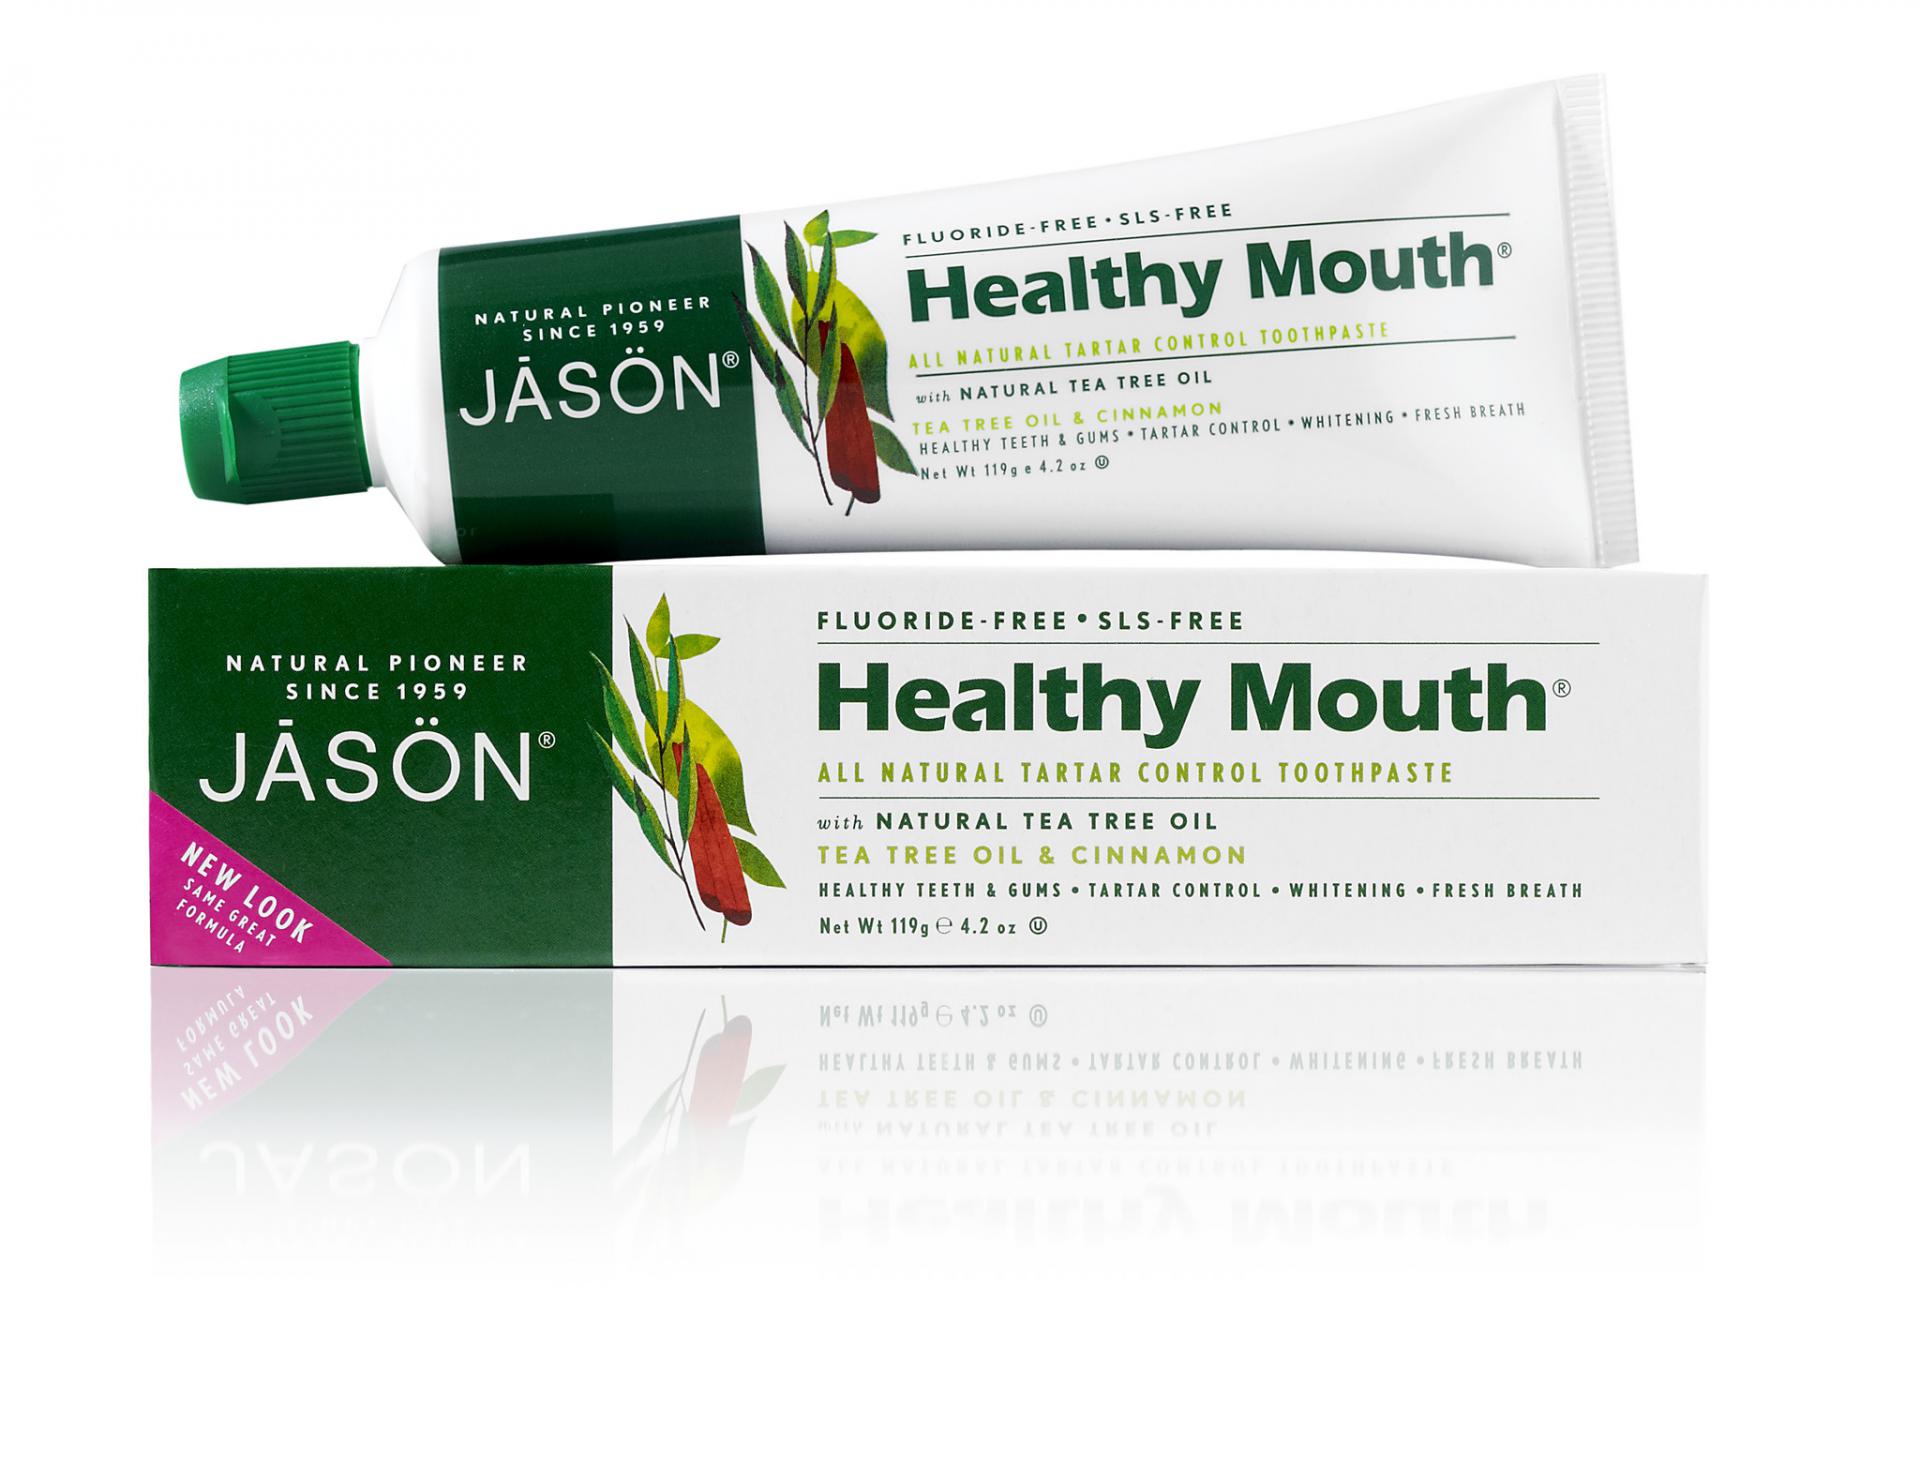 NATURAL PIONEER
SINCE 1959
JĀSÖN®
FLUORIDE-FREE • SLS-FREE
Healthy Mouth®
ALL NATURAL TARTAR CONTROL TOOTHPASTE
with NATURAL TEA TREE OIL
TEA TREE OIL & CINNAMON
HEALTHY TEETH & GUMS • TARTAR CONTROL • WHITENING • FRESH BREATH
Net Wt 119g e 4.2 oz Ⓤ
NATURAL PIONEER
SINCE 1959
JĀSÖN®
NEW LOOK
SAME GREAT
FORMULA
FLUORIDE-FREE • SLS-FREE
Healthy Mouth®
ALL NATURAL TARTAR CONTROL TOOTHPASTE
with NATURAL TEA TREE OIL
TEA TREE OIL & CINNAMON
HEALTHY TEETH & GUMS • TARTAR CONTROL • WHITENING • FRESH BREATH
Net Wt 119g ℮ 4.2 oz Ⓤ